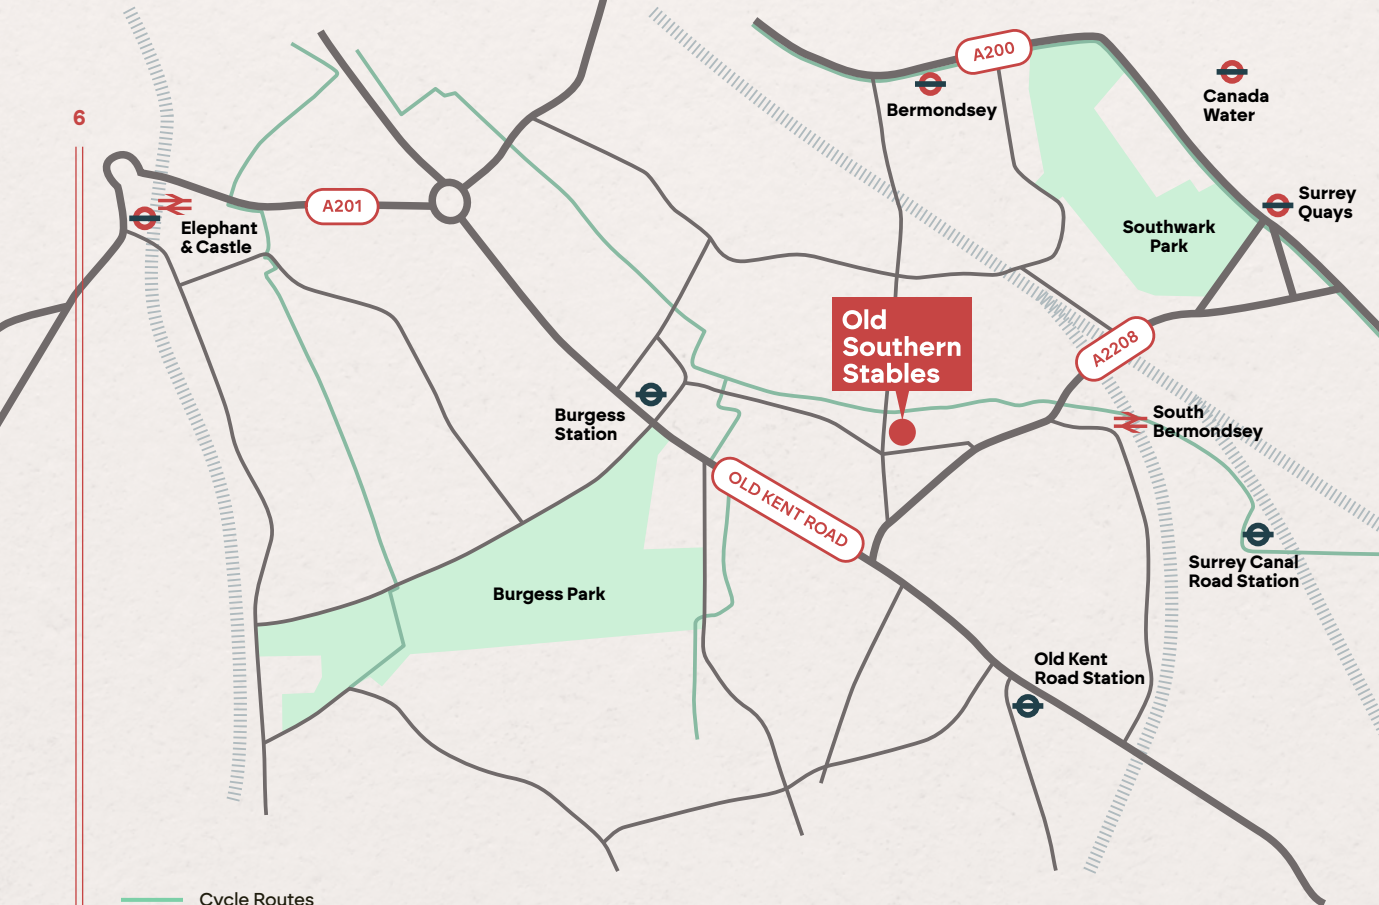 A200
Canada
Water
Bermondsey
6
Surrey
Quays
A201
Elephant
& Castle
Southwark
Park
Old
Southern
Stables
A2208
Burgess
Station
South
Bermondsey
OLD KENT ROAD
Surrey Canal
Road Station
Burgess Park
Old Kent
Road Station
Cycle Routes